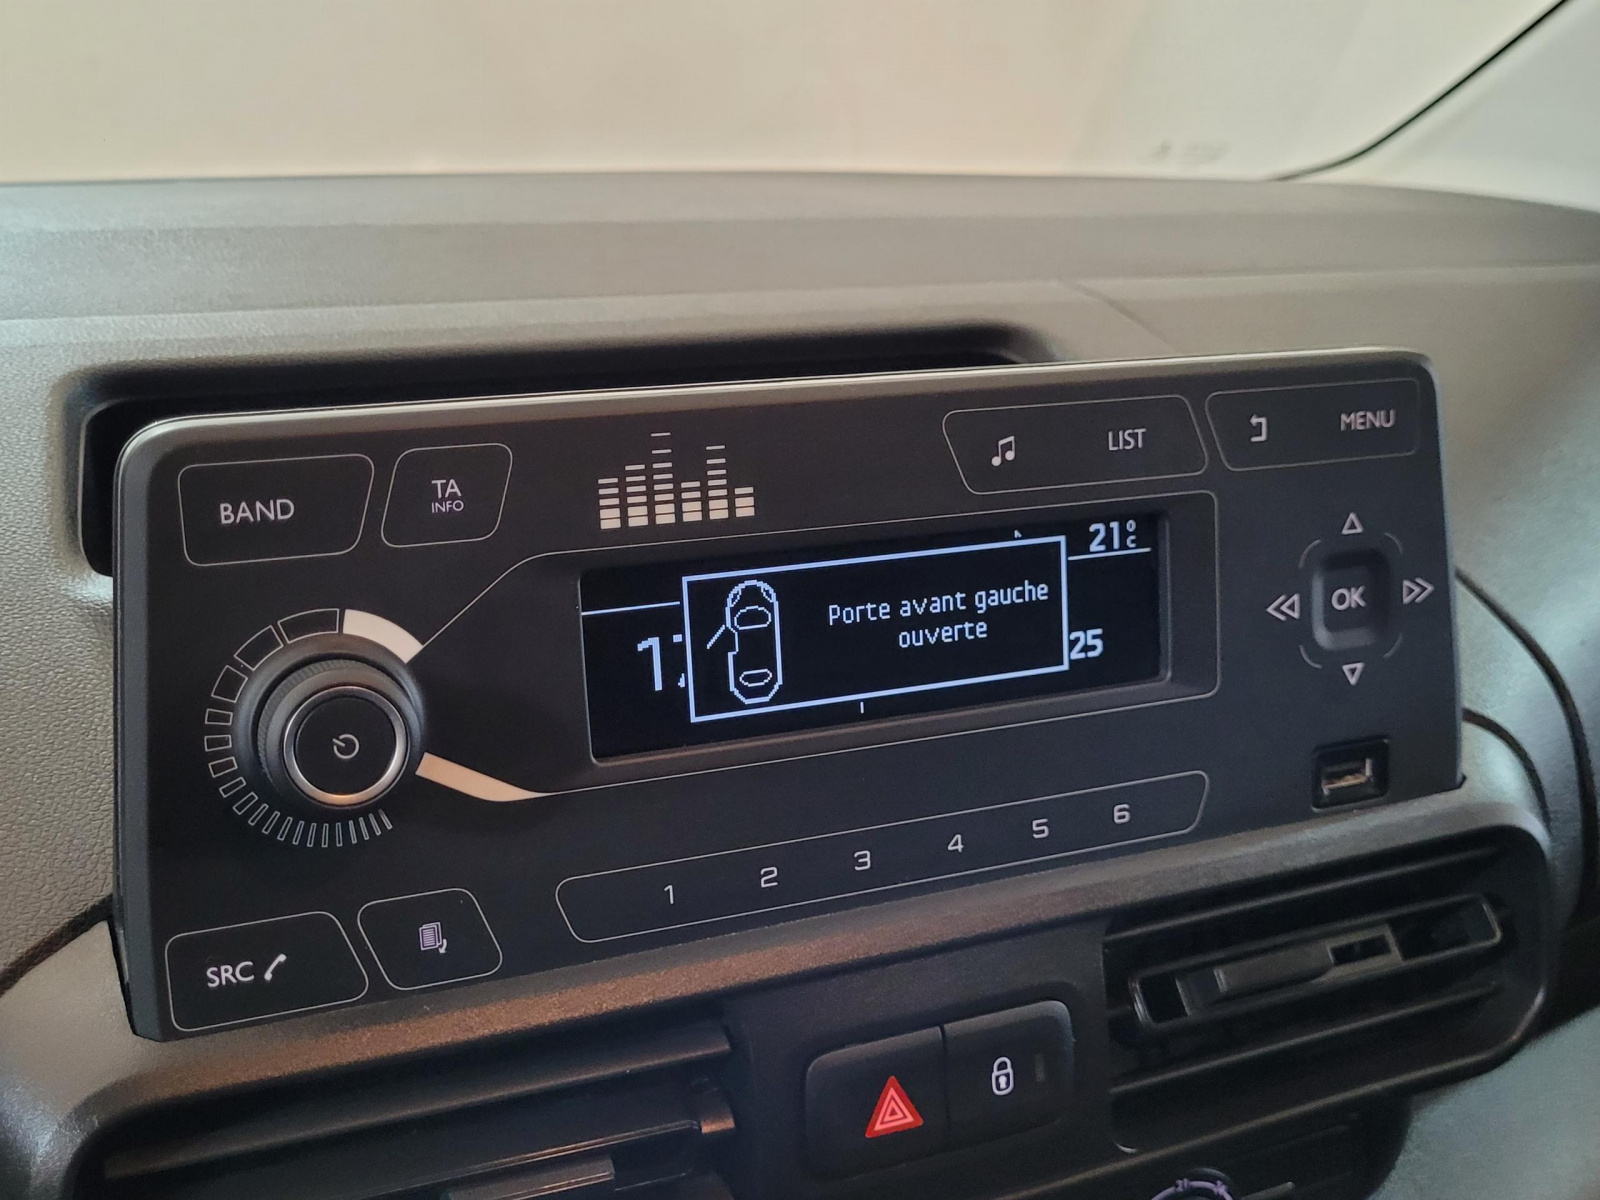 BAND
TA
INFO
LIST
MENU
21°C
Porte avant gauche
ouverte
25
OK
1 2 3 4 5 6
SRC